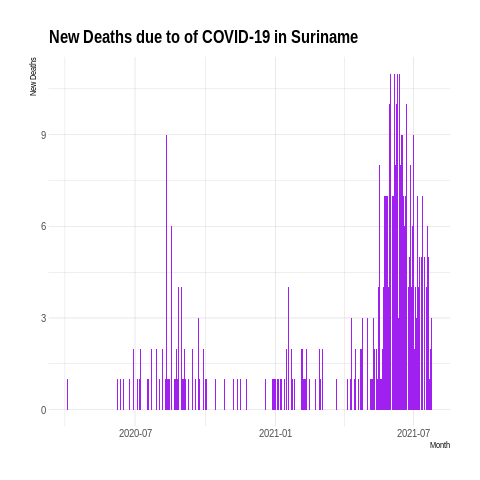 New Deaths due to of COVID-19 in Suriname
New Deaths
9
6
3
0
2020-07
2021-01
2021-07
Month